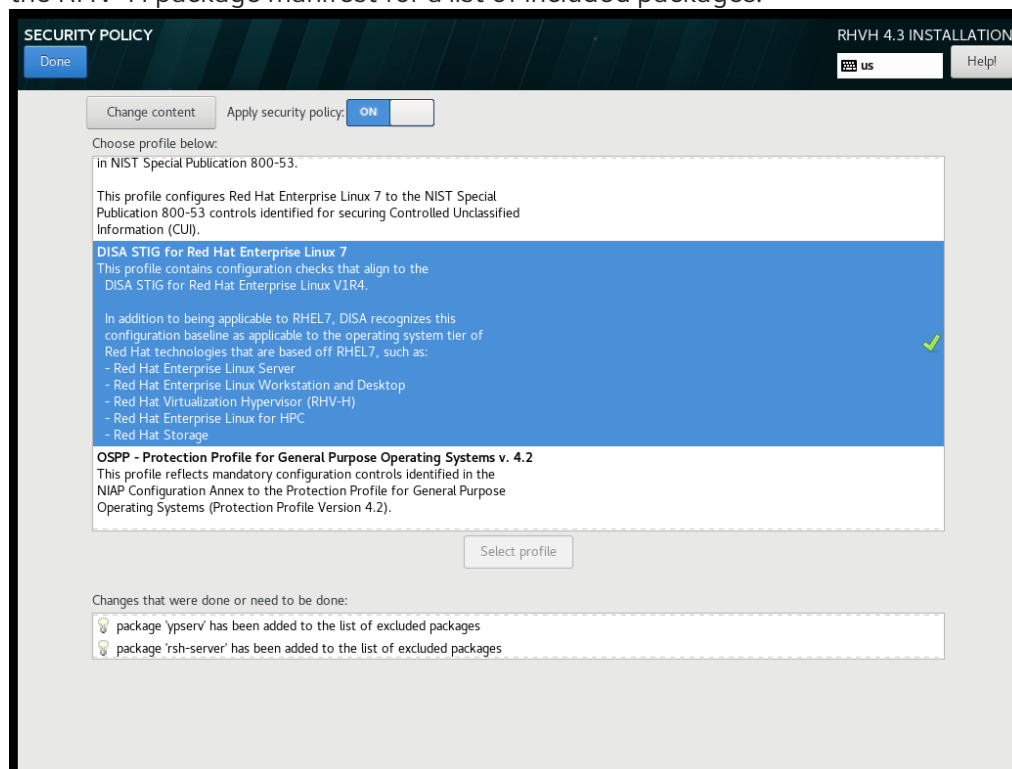 the RHV-H package manifest for a list of included packages.
SECURITY POLICY
RHVH 4.3 INSTALLATION
Done
us
Help!
Change content
Apply security policy:
ON
Choose profile below:
in NIST Special Publication 800-53.
This profile configures Red Hat Enterprise Linux 7 to the NIST Special
Publication 800-53 controls identified for securing Controlled Unclassified
Information (CUI).
DISA STIG for Red Hat Enterprise Linux 7
This profile contains configuration checks that align to the
DISA STIG for Red Hat Enterprise Linux V1R4.
In addition to being applicable to RHEL7, DISA recognizes this
configuration baseline as applicable to the operating system tier of
Red Hat technologies that are based off RHEL7, such as:
- Red Hat Enterprise Linux Server
- Red Hat Enterprise Linux Workstation and Desktop
- Red Hat Virtualization Hypervisor (RHV-H)
- Red Hat Enterprise Linux for HPC
- Red Hat Storage
OSPP - Protection Profile for General Purpose Operating Systems v. 4.2
This profile reflects mandatory configuration controls identified in the
NIAP Configuration Annex to the Protection Profile for General Purpose
Operating Systems (Protection Profile Version 4.2).
Select profile
Changes that were done or need to be done:
package 'ypserv' has been added to the list of excluded packages
package 'rsh-server' has been added to the list of excluded packages